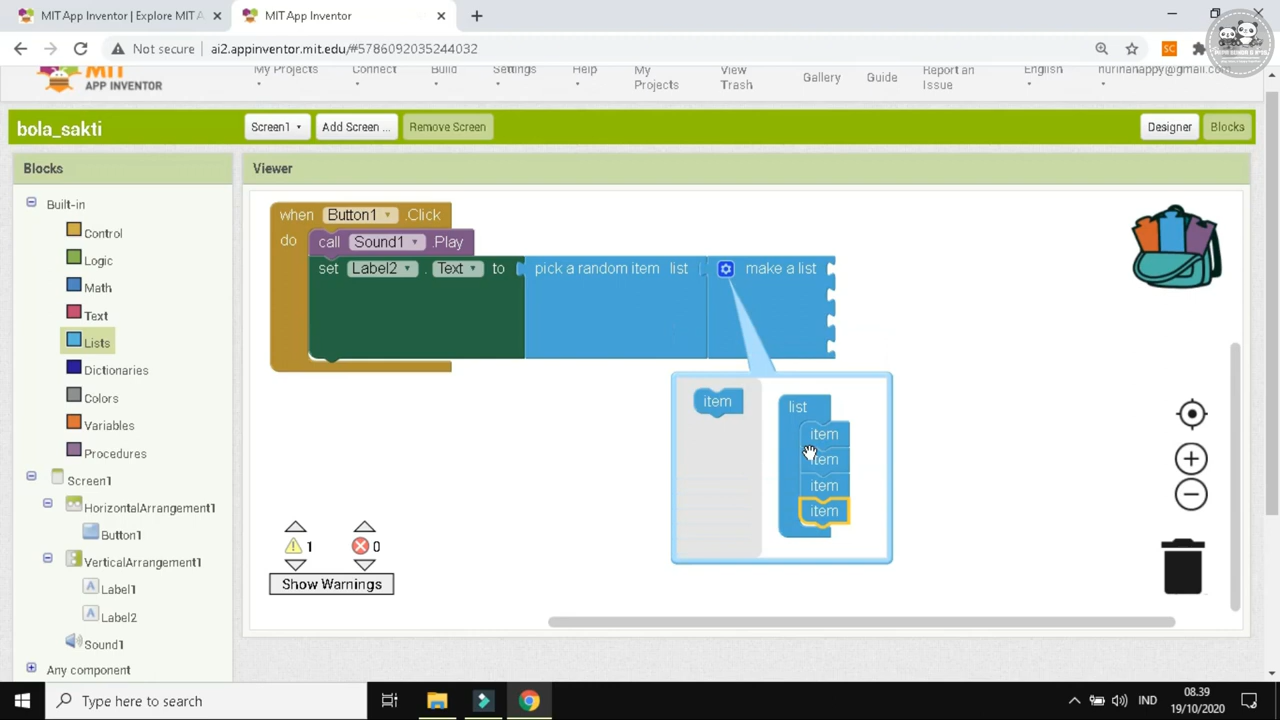 MIT App Inventor | Explore MIT A
MIT App Inventor
Not secure
ai2.appinventor.mit.edu/#5786092035244032
SC
MIT
APP INVENTOR
My Projects
Connect
Build
Settings
Help
My Projects
View Trash
Gallery
Guide
Report an Issue
English
nurinahappy@gmail.com
bola_sakti
Screen1
Add Screen ...
Remove Screen
Designer
Blocks
Blocks
Viewer
Built-in
Control
Logic
Math
Text
Lists
Dictionaries
Colors
Variables
Procedures
Screen1
HorizontalArrangement1
Button1
VerticalArrangement1
Label1
Label2
Sound1
Any component
when Button1 .Click
do call Sound1 .Play
set Label2 . Text to pick a random item list make a list
item
list
item
item
item
item
1
0
Show Warnings
Type here to search
IND
08.39
19/10/2020